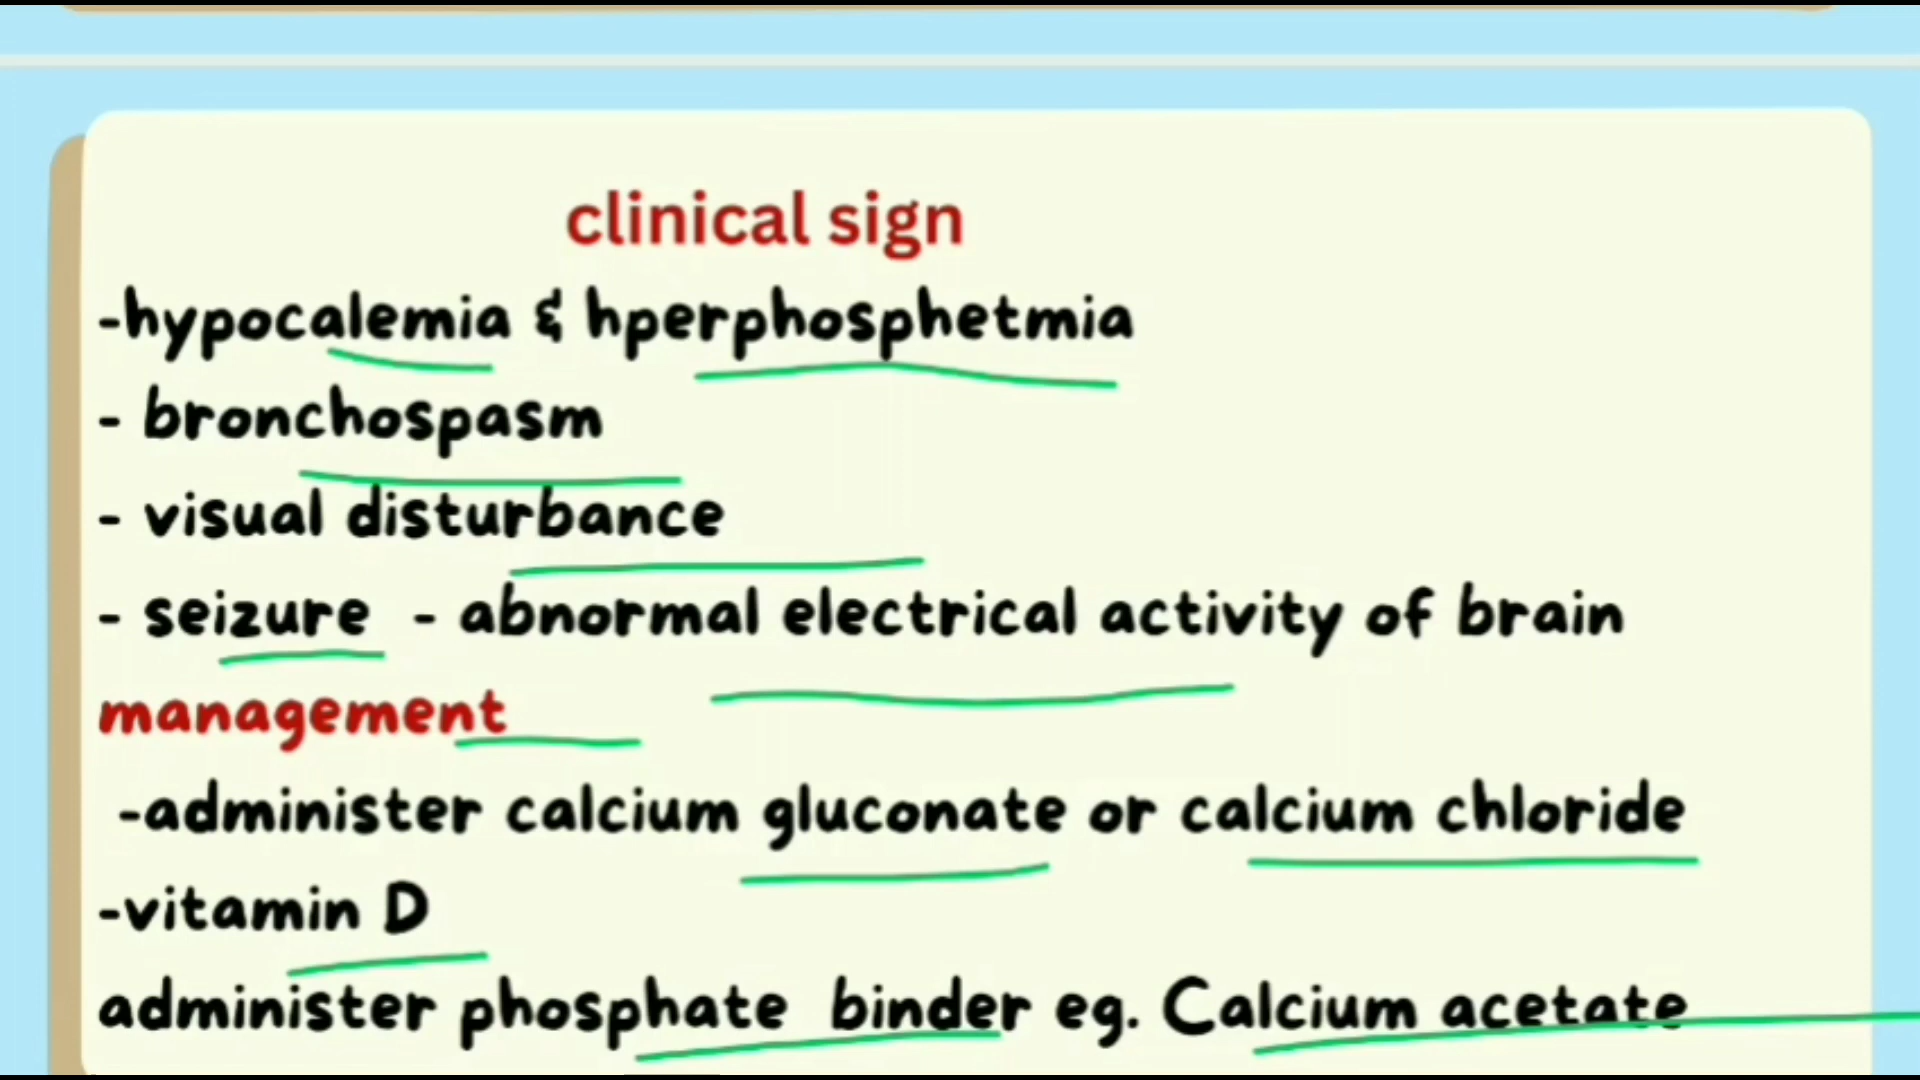 clinical sign
-hypocalemia & hperphosphetmia
- bronchospasm
- visual disturbance
- seizure - abnormal electrical activity of brain
management
-administer calcium gluconate or calcium chloride
-vitamin D
administer phosphate binder eg. Calcium acetate